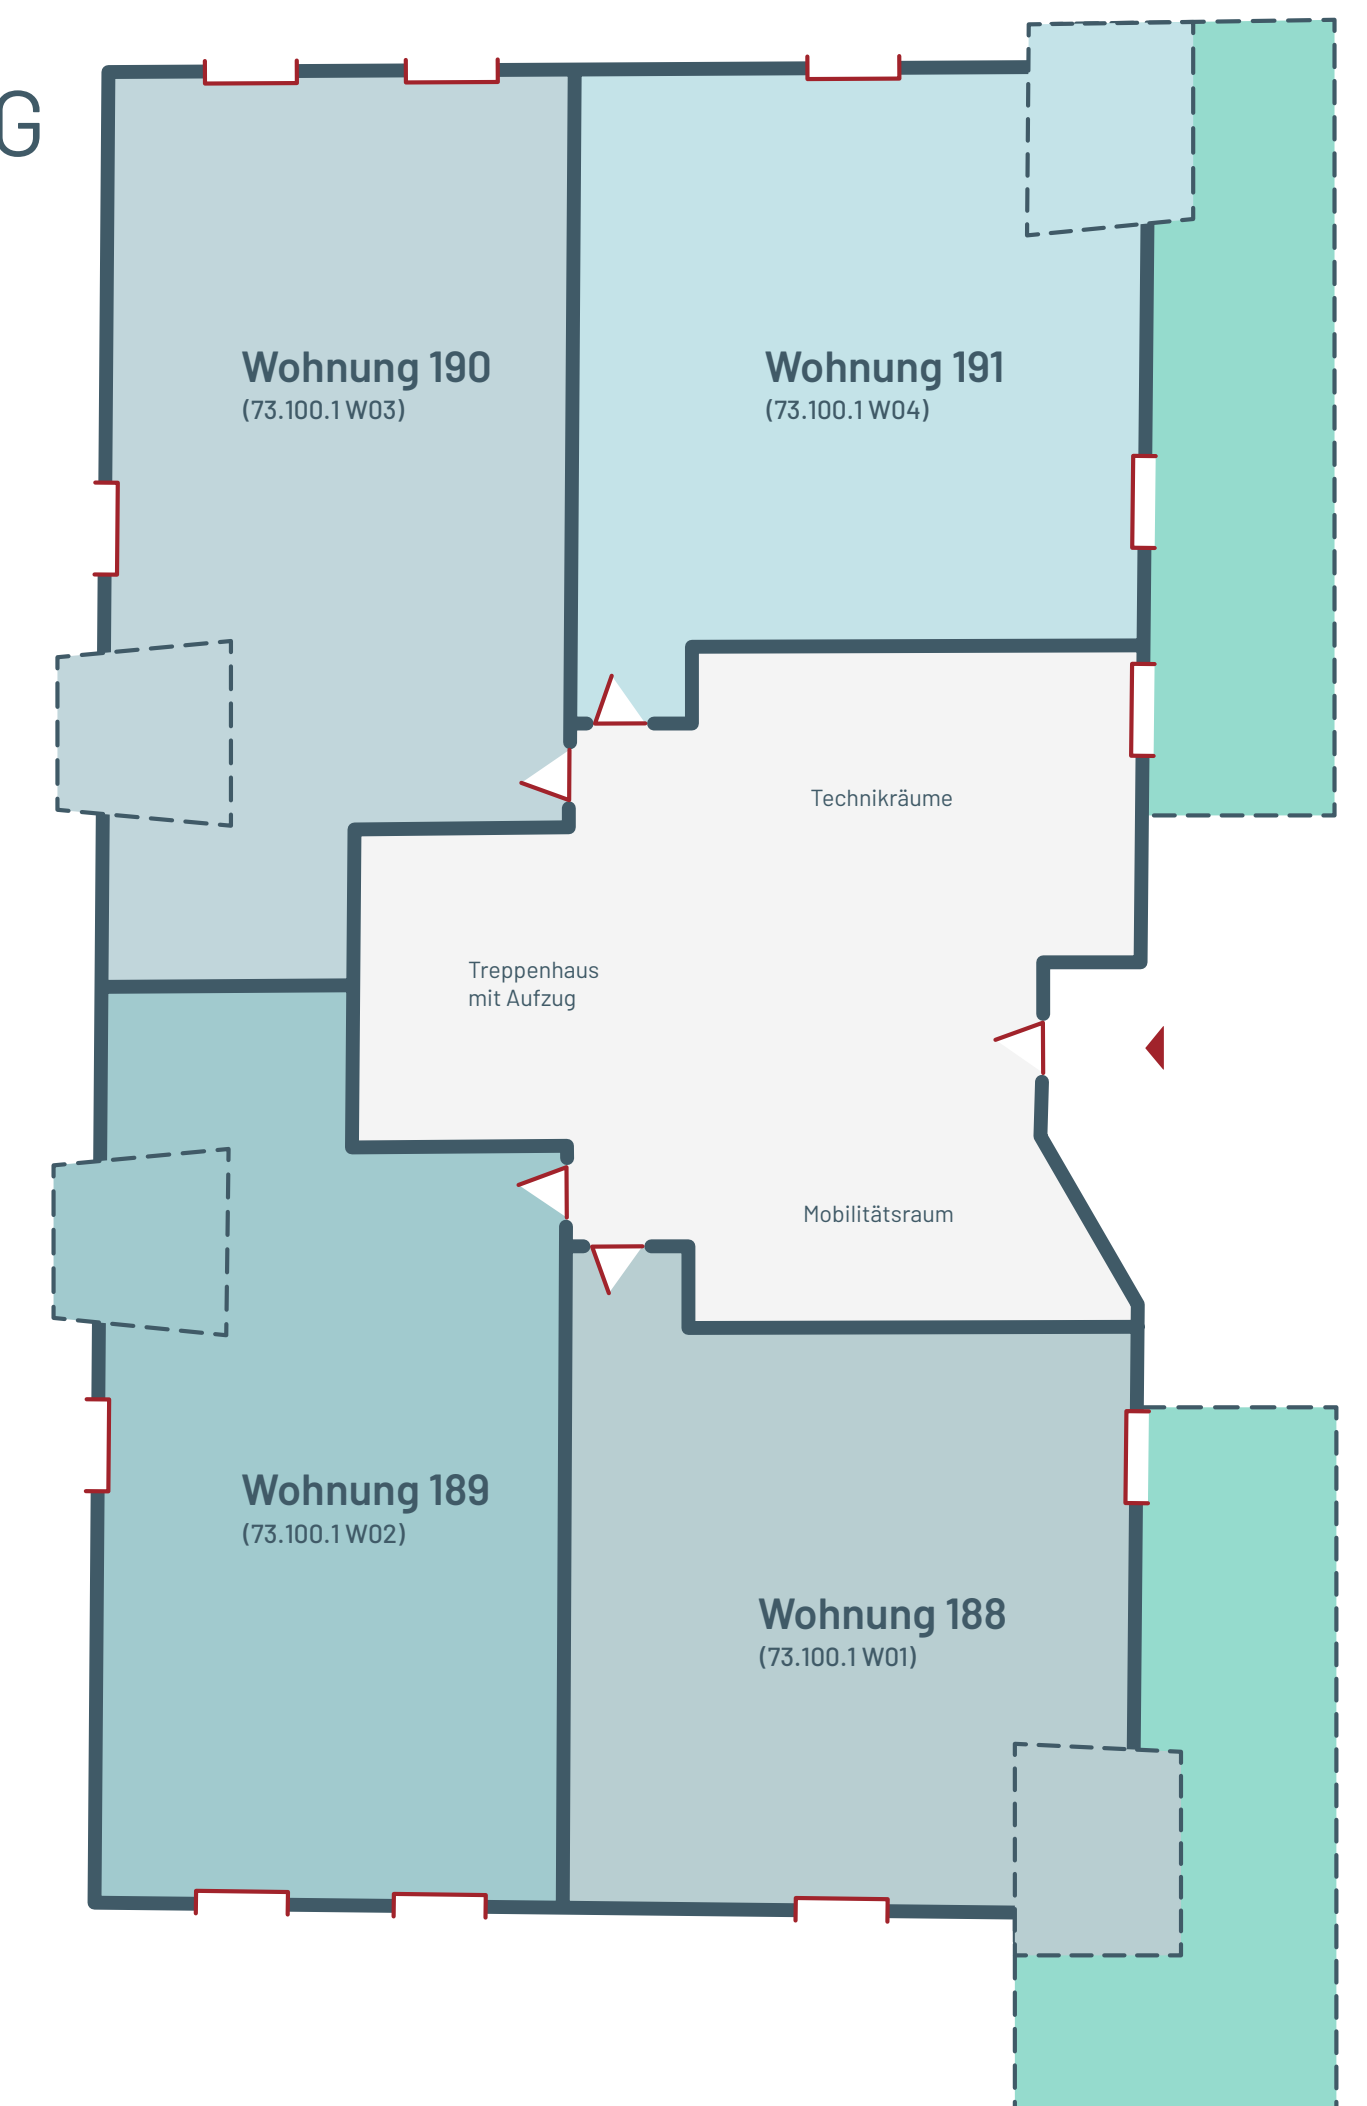 G
Wohnung 190
(73.100.1 W03)
Wohnung 191
(73.100.1 W04)
Technikräume
Treppenhaus
mit Aufzug
Mobilitätsraum
Wohnung 189
(73.100.1 W02)
Wohnung 188
(73.100.1 W01)